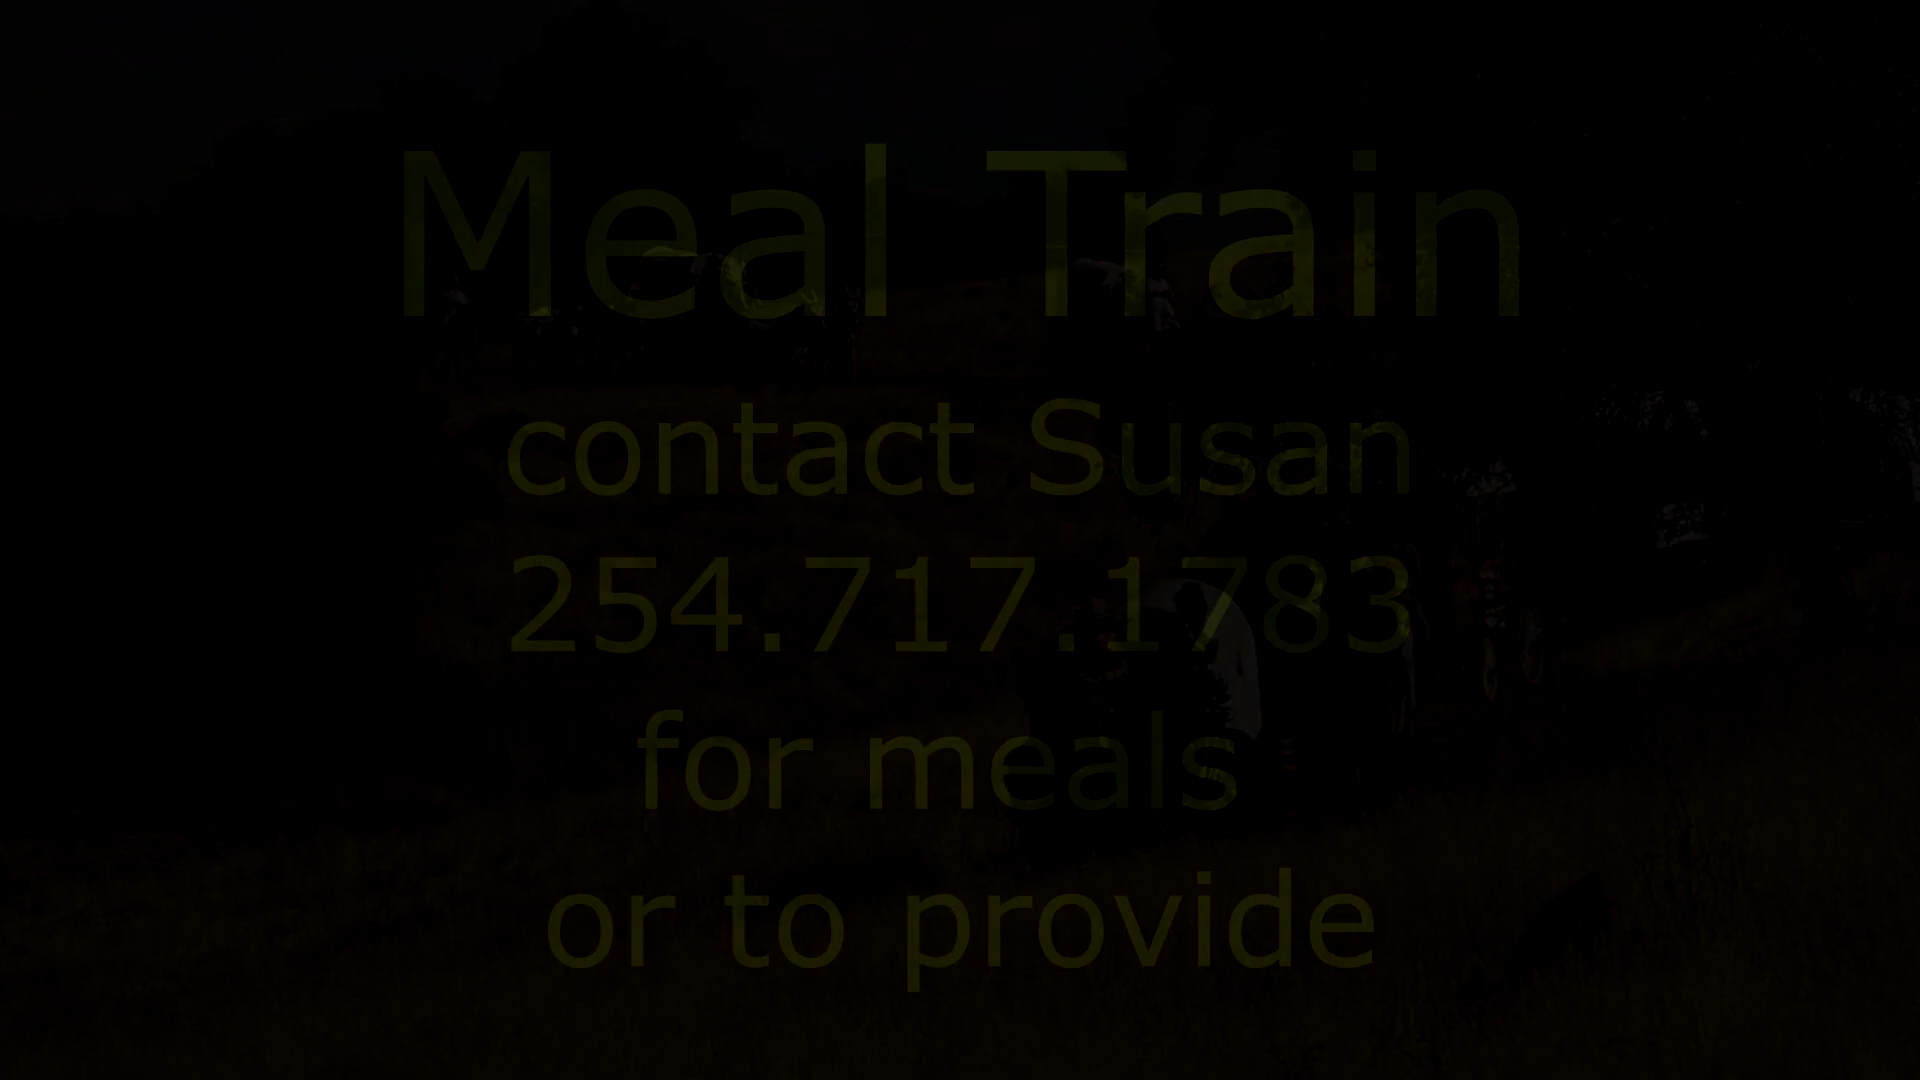 Meal Train
contact Susan
254.717.1783
for meals
or to provide